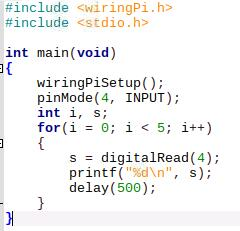 #include <wiringPi.h>
#include <stdio.h>
int main(void)
{
wiringPiSetup();
pinMode(4, INPUT);
int i, s;
for(i = 0; i < 5; i++)
{
s = digitalRead(4);
printf("%d\n", s);
delay(500);
}
}